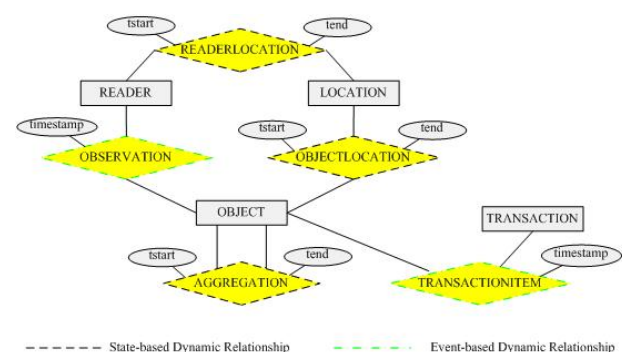 tstart
tend
READERLOCATION
READER
LOCATION
timestamp
tstart
tend
OBSERVATION
OBJECTLOCATION
OBJECT
TRANSACTION
tstart
tend
timestamp
AGGREGATION
TRANSACTIONITEM
State-based Dynamic Relationship
Event-based Dynamic Relationship